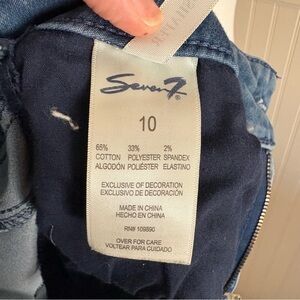 Seven7®
10
65% 33% 2%
COTTON POLYESTER SPANDEX
ALGODÓN POLIÉSTER ELASTINO
EXCLUSIVE OF DECORATION
EXCLUSIVO DE DECORACIÓN
MADE IN CHINA
HECHO EN CHINA
RN# 109890
OVER FOR CARE
VOLTEAR PARA CUIDADO